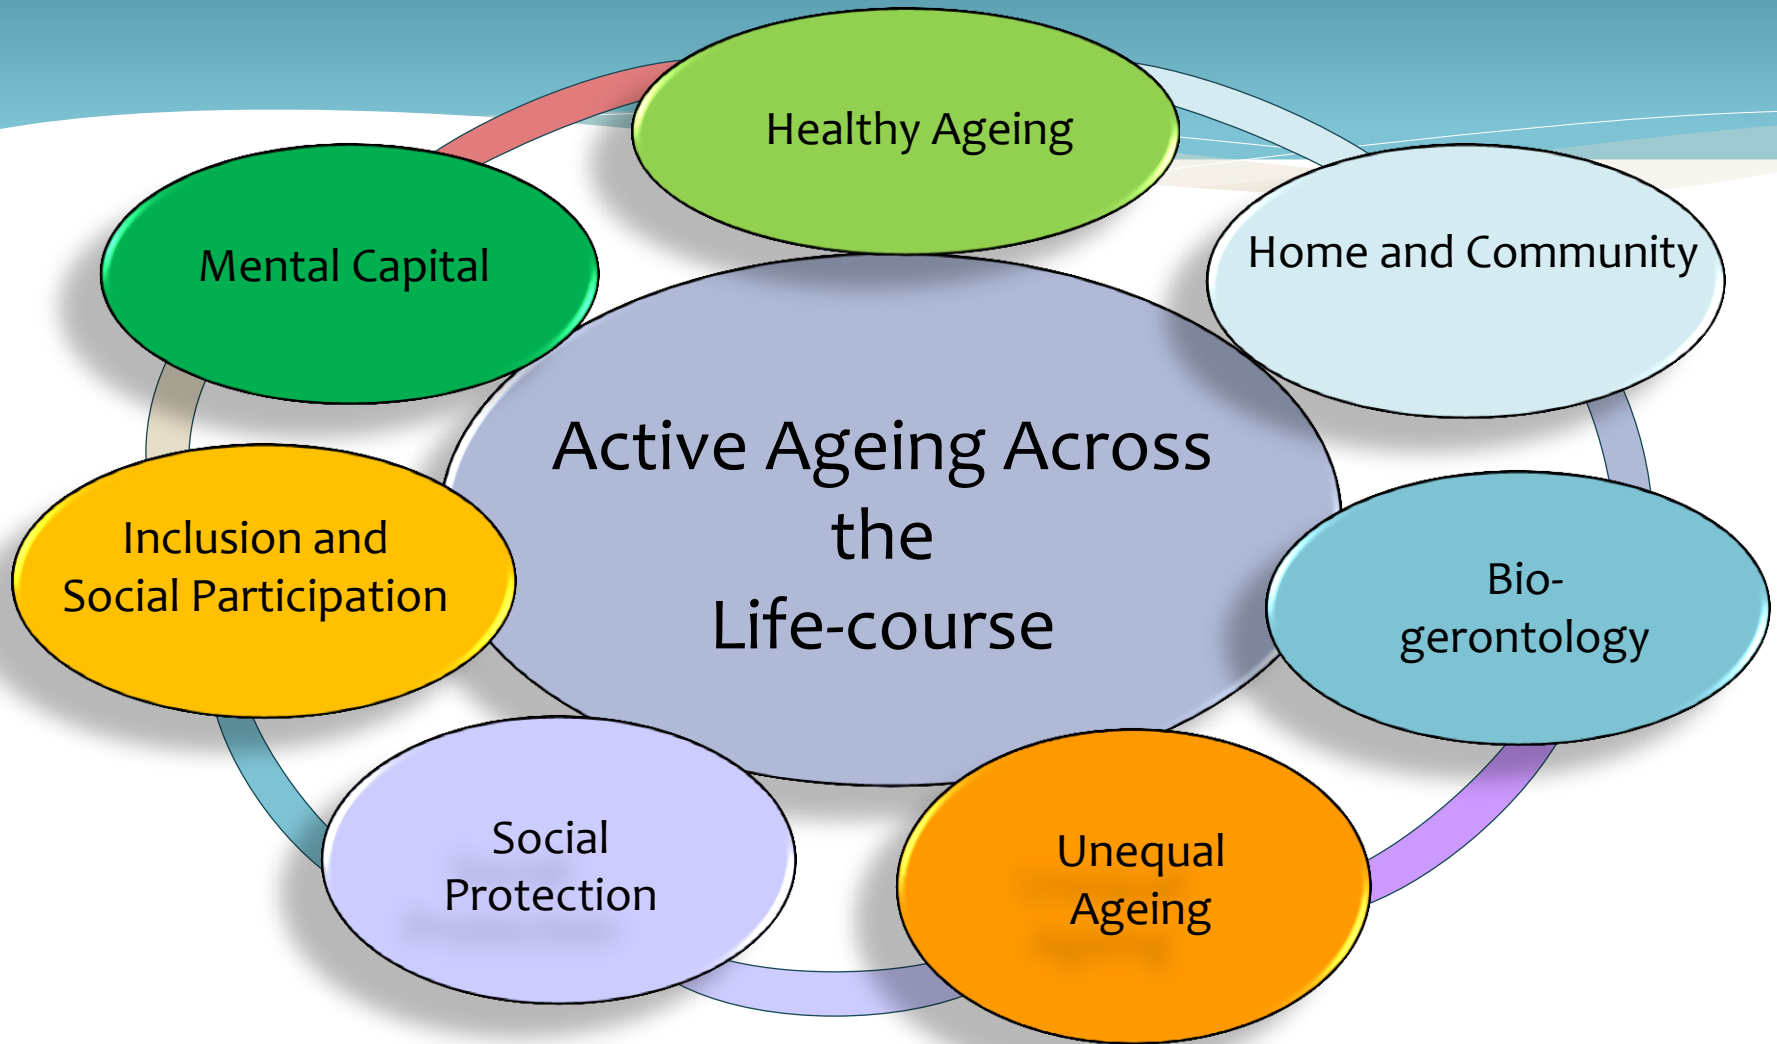 Healthy Ageing
Mental Capital
Home and Community
Active Ageing Across
the
Life-course
Inclusion and
Social Participation
Bio-
gerontology
Social
Protection
Unequal
Ageing